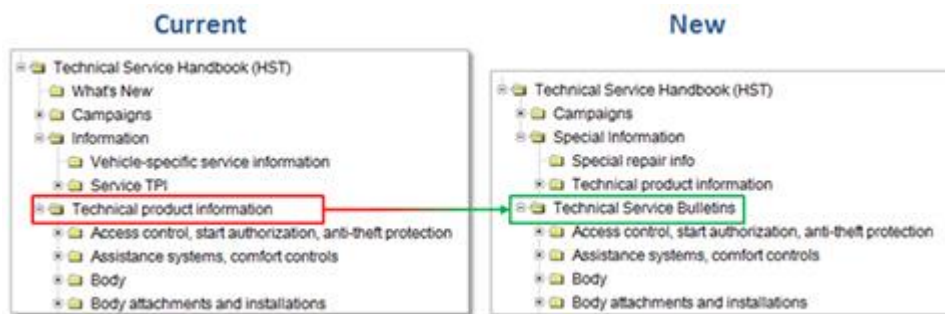 Current
Technical Service Handbook (HST)
What's New
Campaigns
Information
Vehicle-specific service information
Service TPI
Technical product information
Access control, start authorization, anti-theft protection
Assistance systems, comfort controls
Body
Body attachments and installations
New
Technical Service Handbook (HST)
Campaigns
Special Information
Special repair info
Technical product information
Technical Service Bulletins
Access control, start authorization, anti-theft protection
Assistance systems, comfort controls
Body
Body attachments and installations